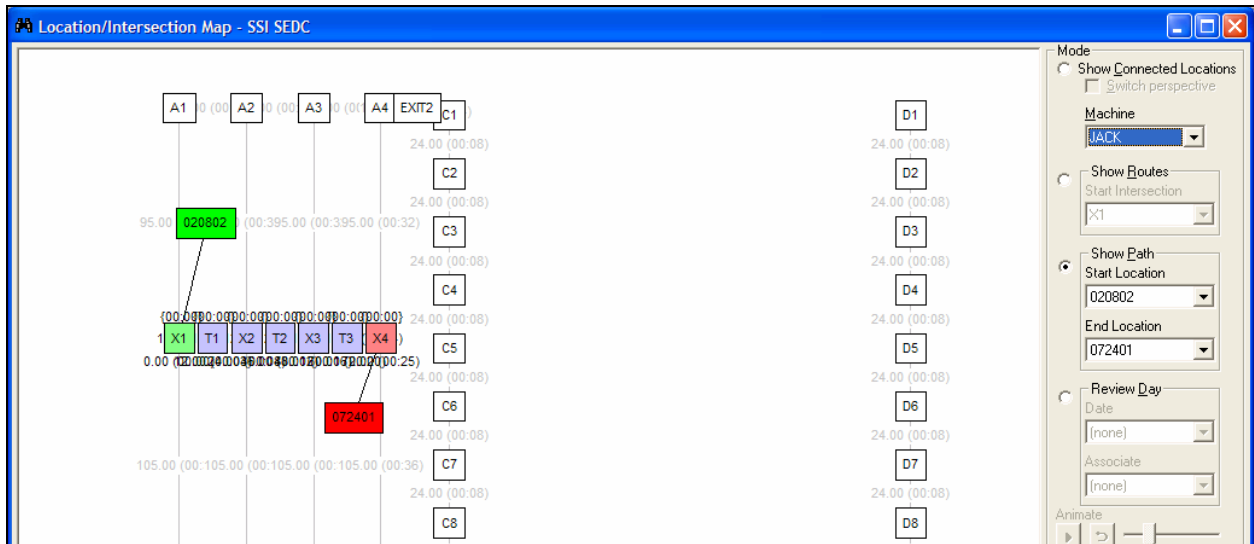 Location/Intersection Map - SSI SEDC
A1 A2 A3 A4 EXIT2 C1 D1
24.00 (00:08) 24.00 (00:08)
C2 D2
24.00 (00:08) 24.00 (00:08)
95.00 020802 (00:395.00 (00:395.00 (00:32) C3 D3
24.00 (00:08) 24.00 (00:08)
C4 D4
24.00 (00:08) 24.00 (00:08)
X1 T1 X2 T2 X3 T3 X4 C5 D5
0.00 00:25)
24.00 (00:08) 24.00 (00:08)
072401 C6 D6
24.00 (00:08) 24.00 (00:08)
105.00 (00:105.00 (00:105.00 (00:105.00 (00:36) C7 D7
24.00 (00:08) 24.00 (00:08)
C8 D8
Mode
Show Connected Locations
Switch perspective
Machine
JACK
Show Routes
Start Intersection
X1
Show Path
Start Location
020802
End Location
072401
Review Day
Date
(none)
Associate
(none)
Animate